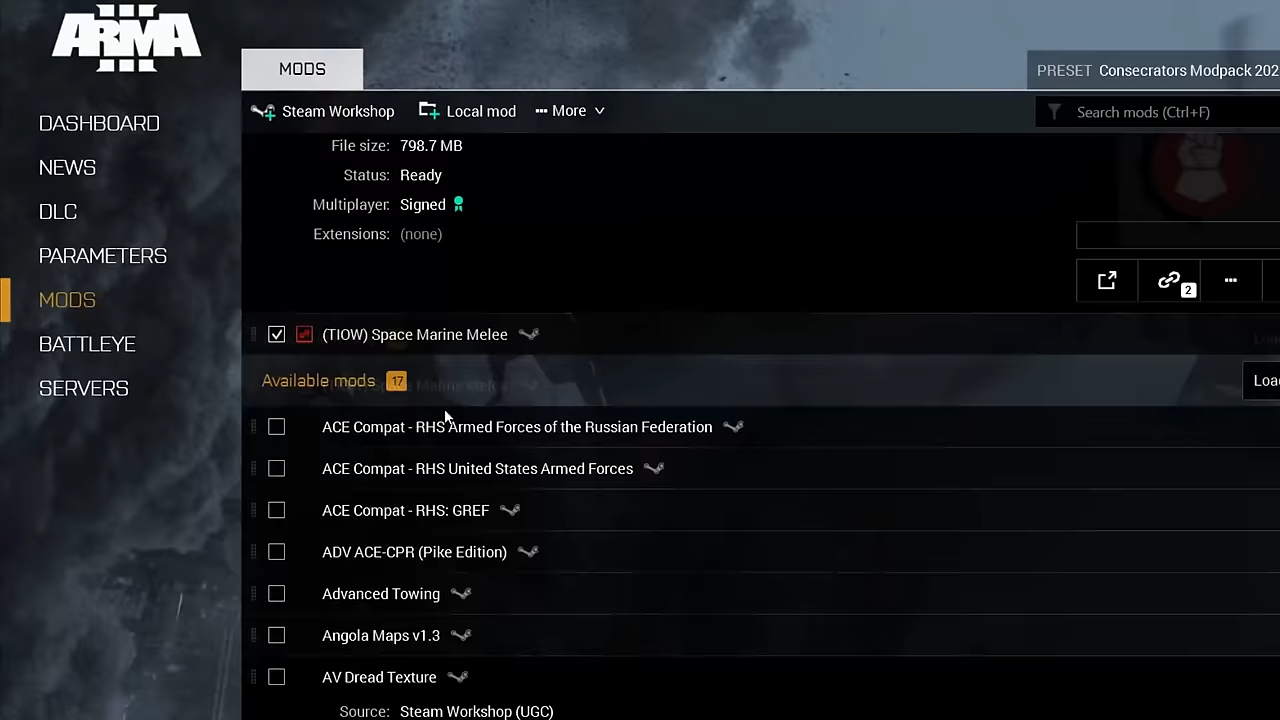 ARMA
III
MODS
PRESET Consecrators Modpack 202
Steam Workshop
Local mod
More
Search mods (Ctrl+F)
DASHBOARD
NEWS
DLC
PARAMETERS
MODS
BATTLEYE
SERVERS
File size: 798.7 MB
Status: Ready
Multiplayer: Signed
Extensions: (none)
2
(TIOW) Space Marine Melee
Available mods 17
Loa
ACE Compat - RHS Armed Forces of the Russian Federation
ACE Compat - RHS United States Armed Forces
ACE Compat - RHS: GREF
ADV ACE-CPR (Pike Edition)
Advanced Towing
Angola Maps v1.3
AV Dread Texture
Source: Steam Workshop (UGC)